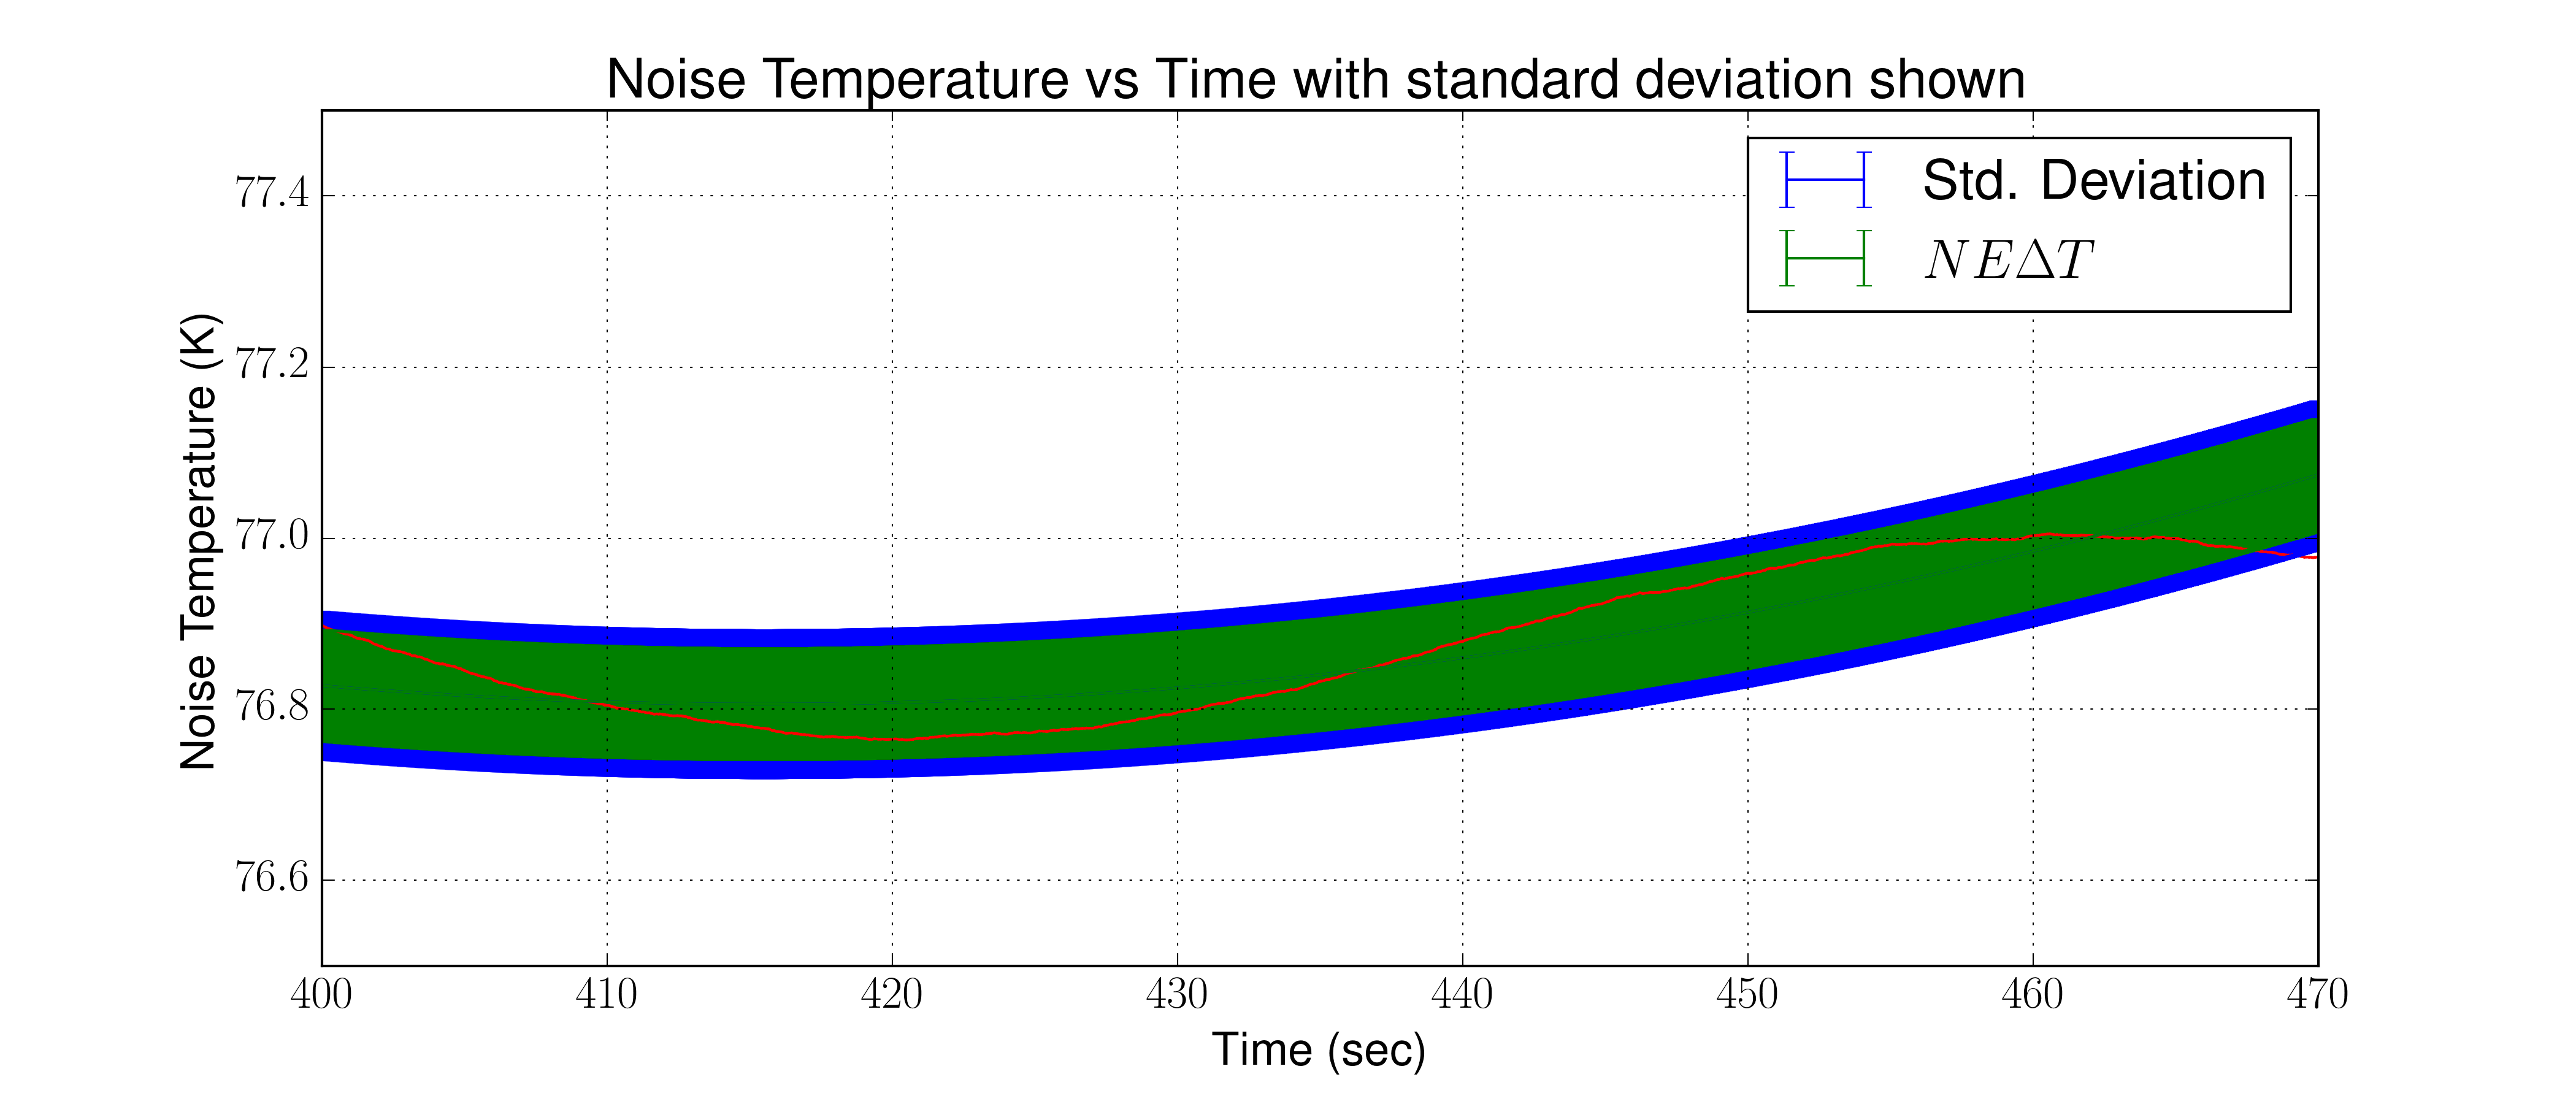 Noise Temperature vs Time with standard deviation shown
Std. Deviation
NEΔT
Noise Temperature (K)
77.4
77.2
77.0
76.8
76.6
400 410 420 430 440 450 460 470
Time (sec)